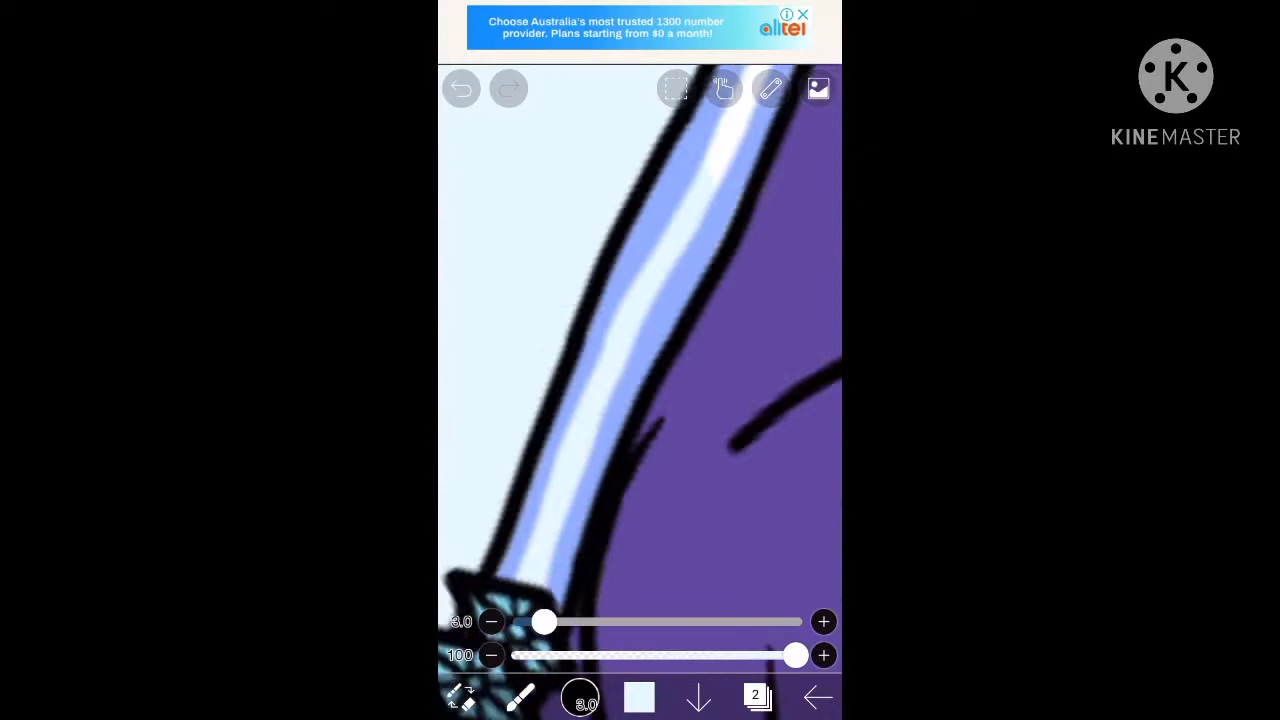 Choose Australia's most trusted 1300 number
provider. Plans starting from $0 a month!
alltel
K
KINEMASTER
3.0
100
3.0
2